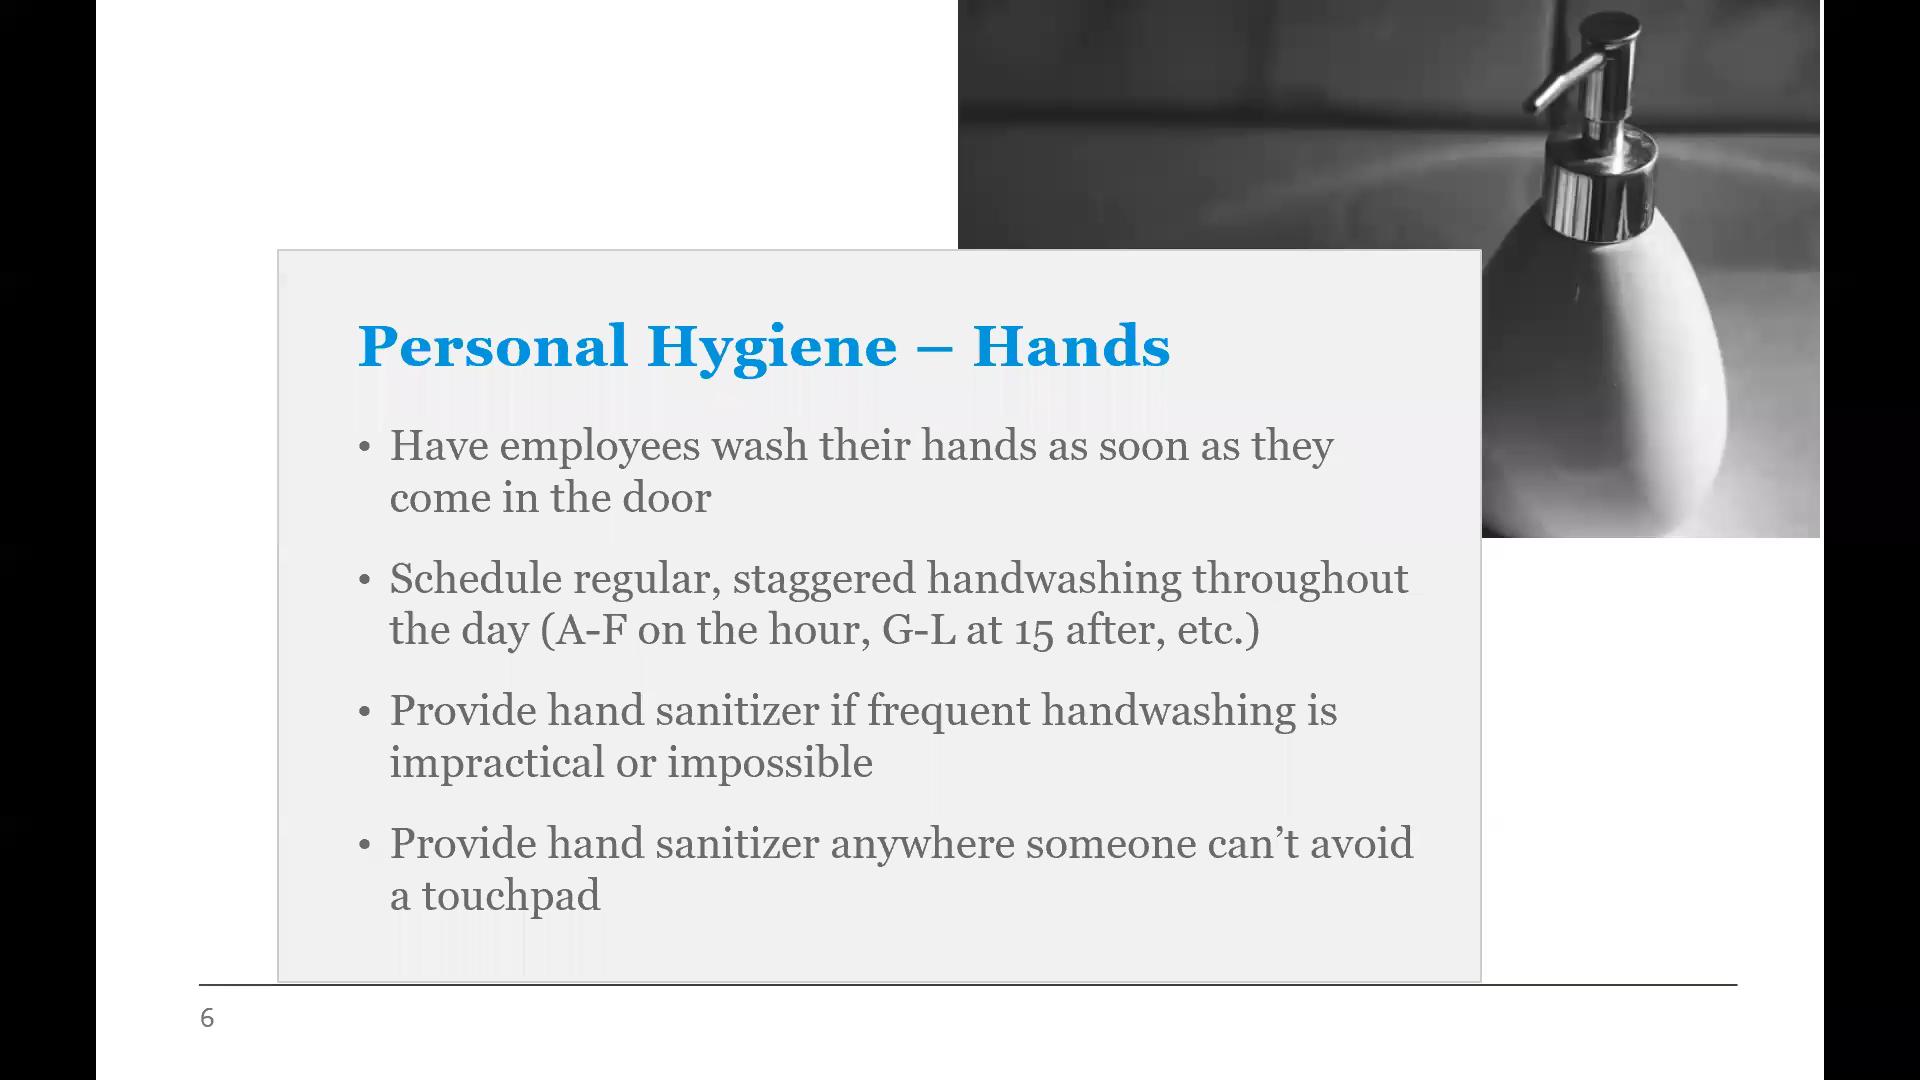 Personal Hygiene – Hands
• Have employees wash their hands as soon as they
come in the door
• Schedule regular, staggered handwashing throughout
the day (A-F on the hour, G-L at 15 after, etc.)
• Provide hand sanitizer if frequent handwashing is
impractical or impossible
• Provide hand sanitizer anywhere someone can’t avoid
a touchpad
6